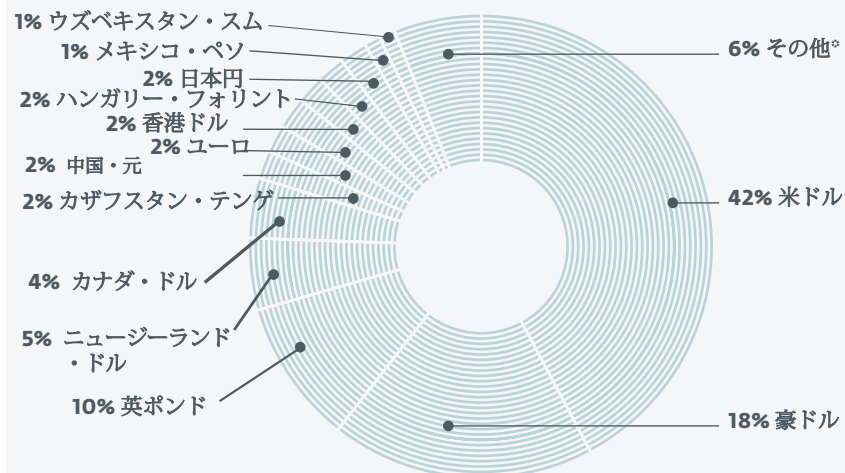 1% ウズベキスタン・スム
1% メキシコ・ペソ
2% 日本円
2% ハンガリー・フォリント
2% 香港ドル
2% ユーロ
2% 中国・元
2% カザフスタン・テンゲ
4% カナダ・ドル
5% ニュージーランド
・ドル
10% 英ポンド
6% その他*
42% 米ドル
18% 豪ドル